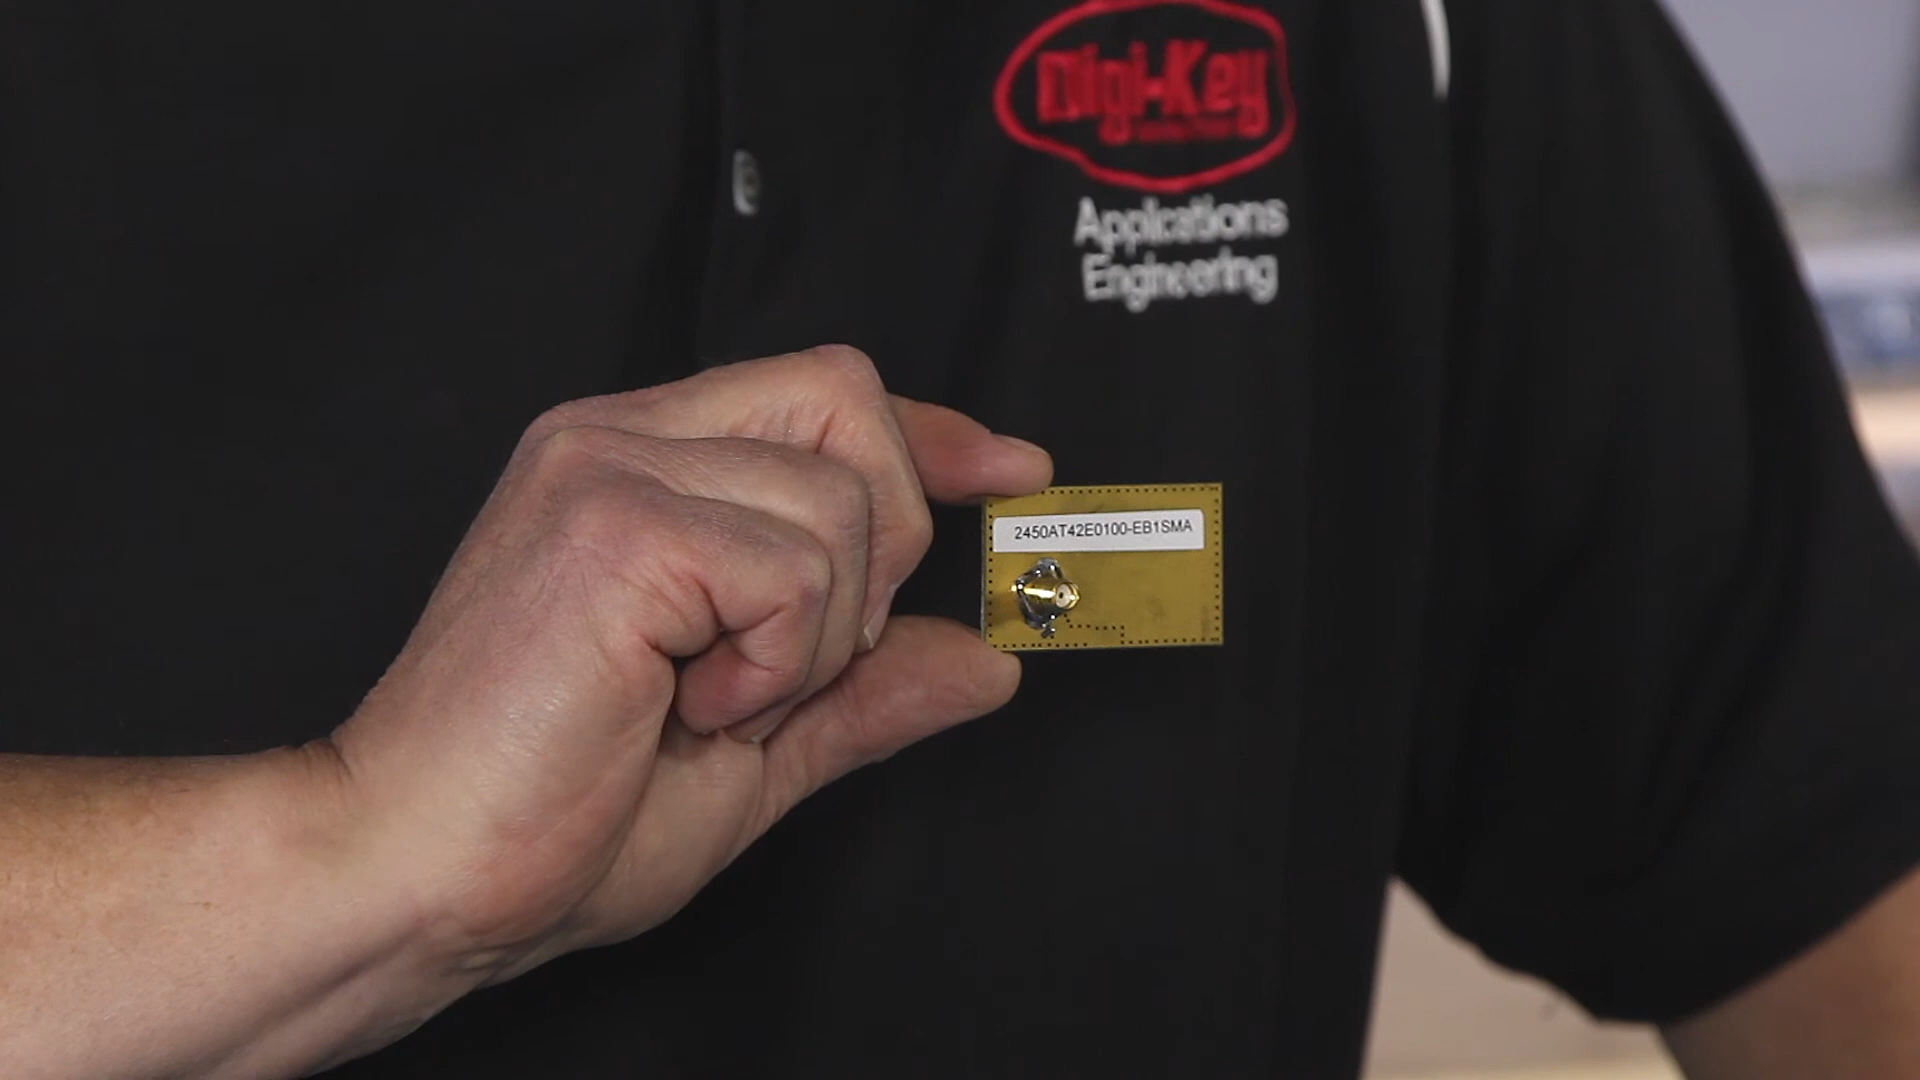 Digi-Key
Applications
Engineering
2450AT42E0100-EB1SMA